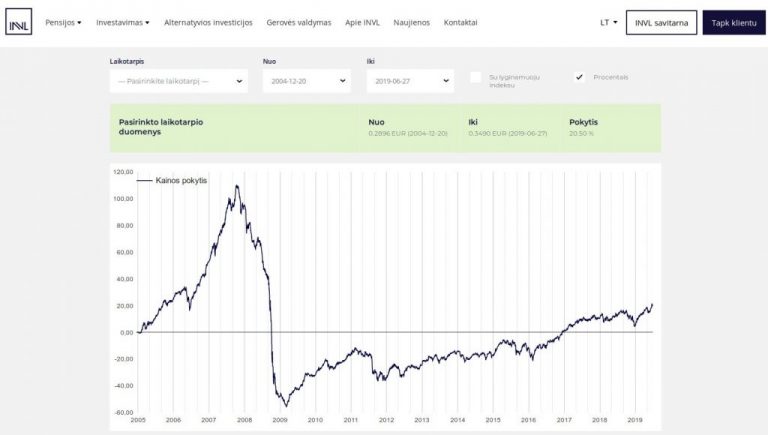 INVL
Pensijos
Investavimas
Alternatyvios investicijos
Gerovės valdymas
Apie INVL
Naujienos
Kontaktai
LT
INVL savitarna
Tapk klientu
Laikotarpis
Nuo
Iki
--- Pasirinkite laikotarpį ---
2004-12-20
2019-06-27
Su lyginamuoju
indeksu
Procentais
Pasirinkto laikotarpio
duomenys
Nuo
0.2896 EUR (2004-12-20)
Iki
0.3490 EUR (2019-06-27)
Pokytis
20.50 %
Kainos pokytis
120,00
100,00
80,00
60,00
40,00
20,00
0,00
-20,00
-40,00
-60,00
2005 2006 2007 2008 2009 2010 2011 2012 2013 2014 2015 2016 2017 2018 2019